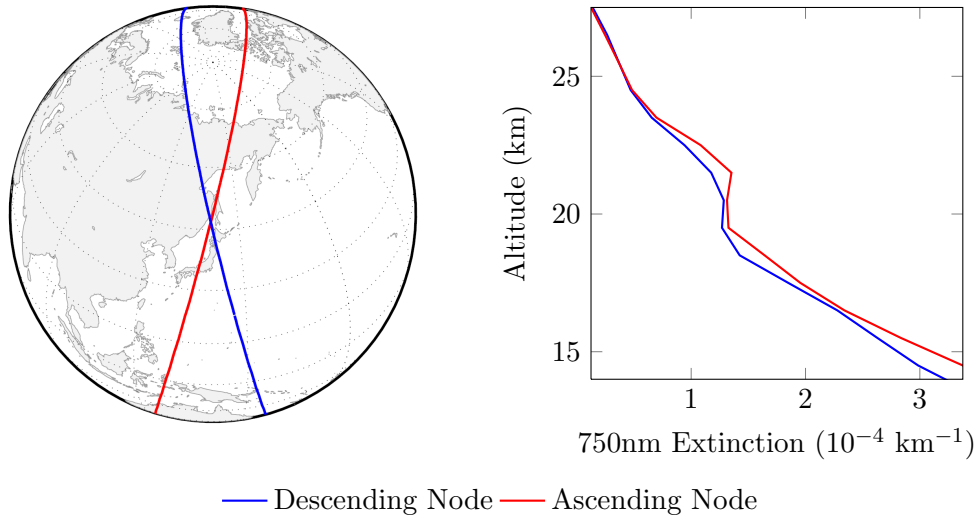 25
20
15
Altitude (km)
1 2 3
750nm Extinction (10⁻⁴ km⁻¹)
Descending Node Ascending Node